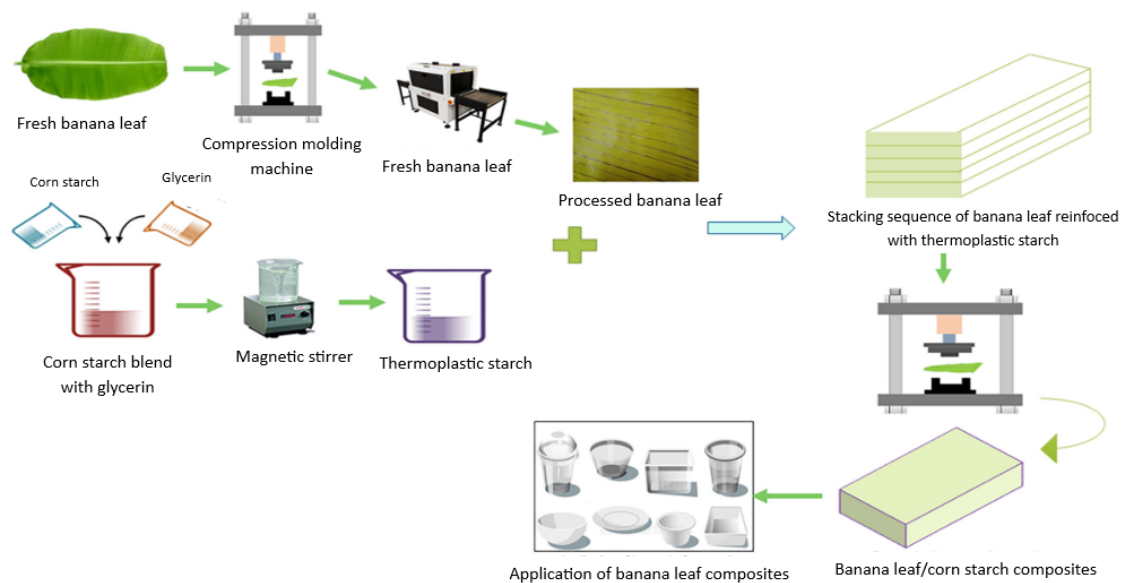 Fresh banana leaf
Compression molding
machine
Fresh banana leaf
Processed banana leaf
Stacking sequence of banana leaf reinfoced
with thermoplastic starch
Corn starch
Glycerin
Corn starch blend
with glycerin
Magnetic stirrer
Thermoplastic starch
Banana leaf/corn starch composites
Application of banana leaf composites